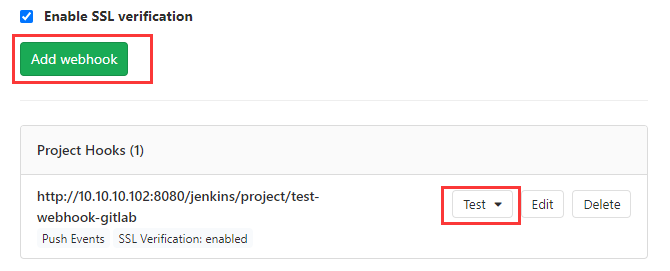 Enable SSL verification
Add webhook
Project Hooks (1)
http://10.10.10.102:8080/jenkins/project/test-
webhook-gitlab
Test Edit Delete
Push Events SSL Verification: enabled